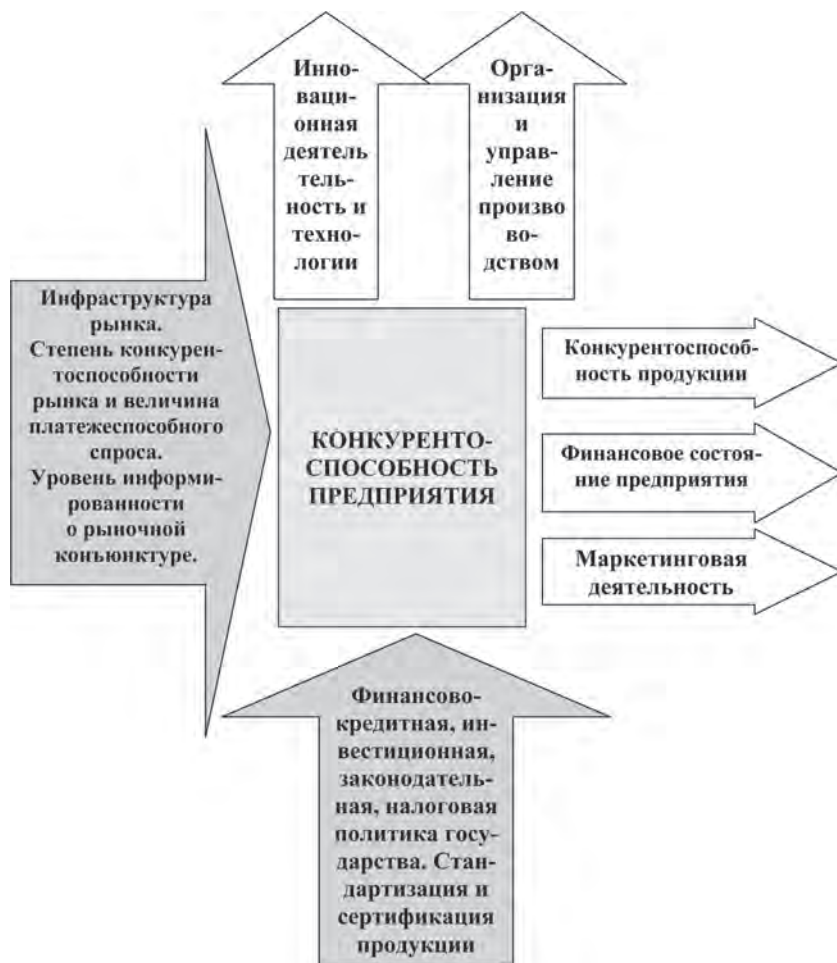 Инно-
ваци-
онная
деятель
тель-
ность и
техно-
логии
Орга-
низация
и
управ-
ление
произво
во-
дством
Инфраструктура
рынка.
Степень конкурен-
тоспособности
рынка и величина
платежеспособного
спроса.
Уровень информи-
рованности
о рыночной
конъюнктуре.
КОНКУРЕНТО-
СПОСОБНОСТЬ
ПРЕДПРИЯТИЯ
Конкурентоспособ-
ность продукции
Финансовое состоя-
ние предприятия
Маркетинговая
деятельность
Финансово-
кредитная, ин-
вестиционная,
законодатель-
ная, налоговая
политика госу-
дарства. Стан-
дартизация и
сертификация
продукции